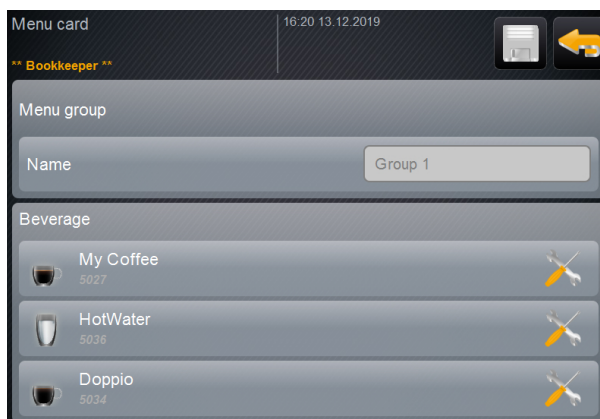 Menu card
16:20 13.12.2019
** Bookkeeper **
Menu group
Name
Group 1
Beverage
My Coffee
5027
HotWater
5036
Doppio
5034